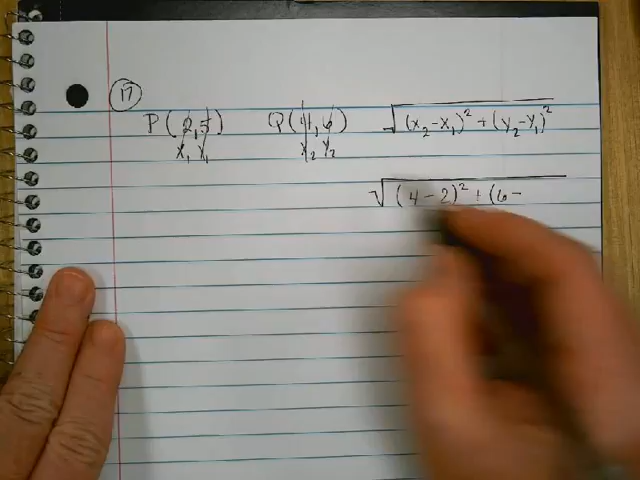 17
P(2,5) Q(4,6) √(x₂-x₁)²+(y₂-y₁)²
x₁ y₁ x₂ y₂
√(4-2)²+(6-